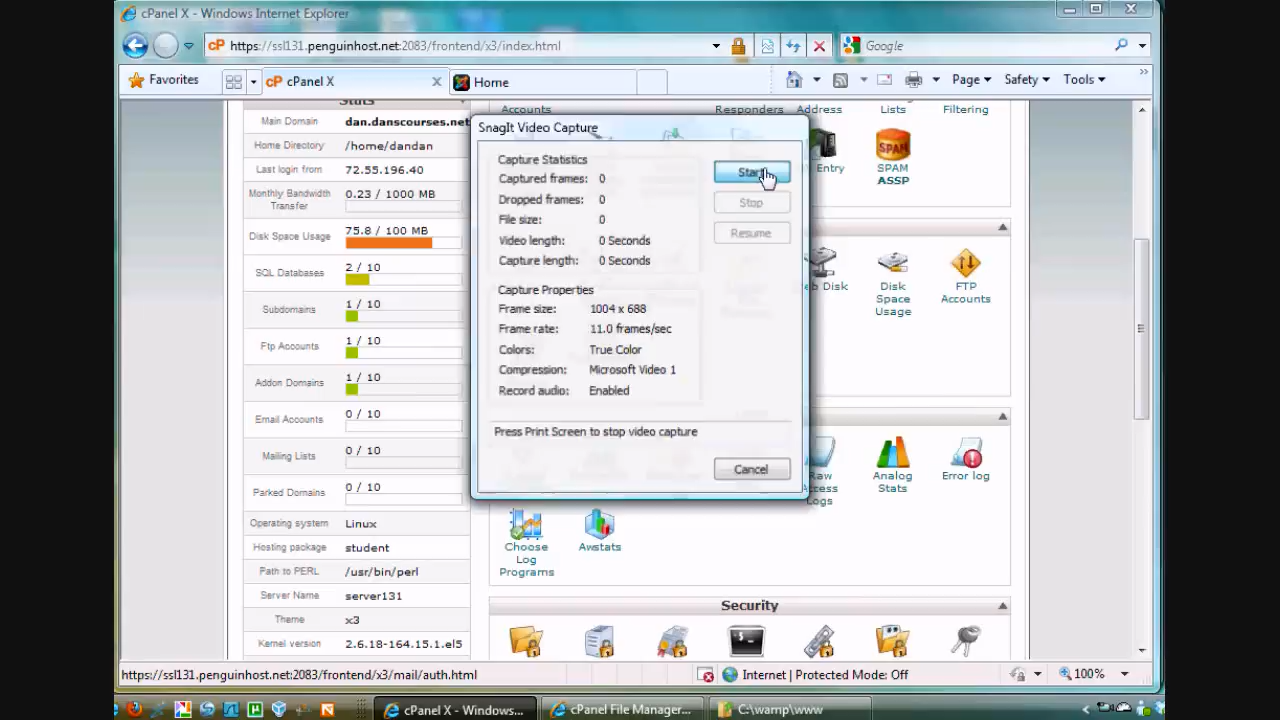 cPanel X - Windows Internet Explorer
https://ssl131.penguinhost.net:2083/frontend/x3/index.html
Google
Favorites
cPanel X
Home
Page
Safety
Tools
Stats
Main Domain dan.danscourses.net
Home Directory /home/dandan
Last login from 72.55.196.40
Monthly Bandwidth Transfer 0.23 / 1000 MB
Disk Space Usage 75.8 / 100 MB
SQL Databases 2 / 10
Subdomains 1 / 10
Ftp Accounts 1 / 10
Addon Domains 1 / 10
Email Accounts 0 / 10
Mailing Lists 0 / 10
Parked Domains 0 / 10
Operating system Linux
Hosting package student
Path to PERL /usr/bin/perl
Server Name server131
Theme x3
Kernel version 2.6.18-164.15.1.el5
Accounts
Responders
Address
Lists
Filtering
SnagIt Video Capture
Capture Statistics
Captured frames: 0
Dropped frames: 0
File size: 0
Video length: 0 Seconds
Capture length: 0 Seconds
Start
Stop
Resume
Capture Properties
Frame size: 1004 x 688
Frame rate: 11.0 frames/sec
Colors: True Color
Compression: Microsoft Video 1
Record audio: Enabled
Press Print Screen to stop video capture
Cancel
Entry
SPAM
SPAM
ASSP
Disk
Disk
Space
Usage
FTP
Accounts
Raw
Access
Logs
Analog
Stats
Error log
Choose
Log
Programs
Awstats
Security
https://ssl131.penguinhost.net:2083/frontend/x3/mail/auth.html
Internet | Protected Mode: Off
100%
cPanel X - Windows...
cPanel File Manager...
C:\wamp\www